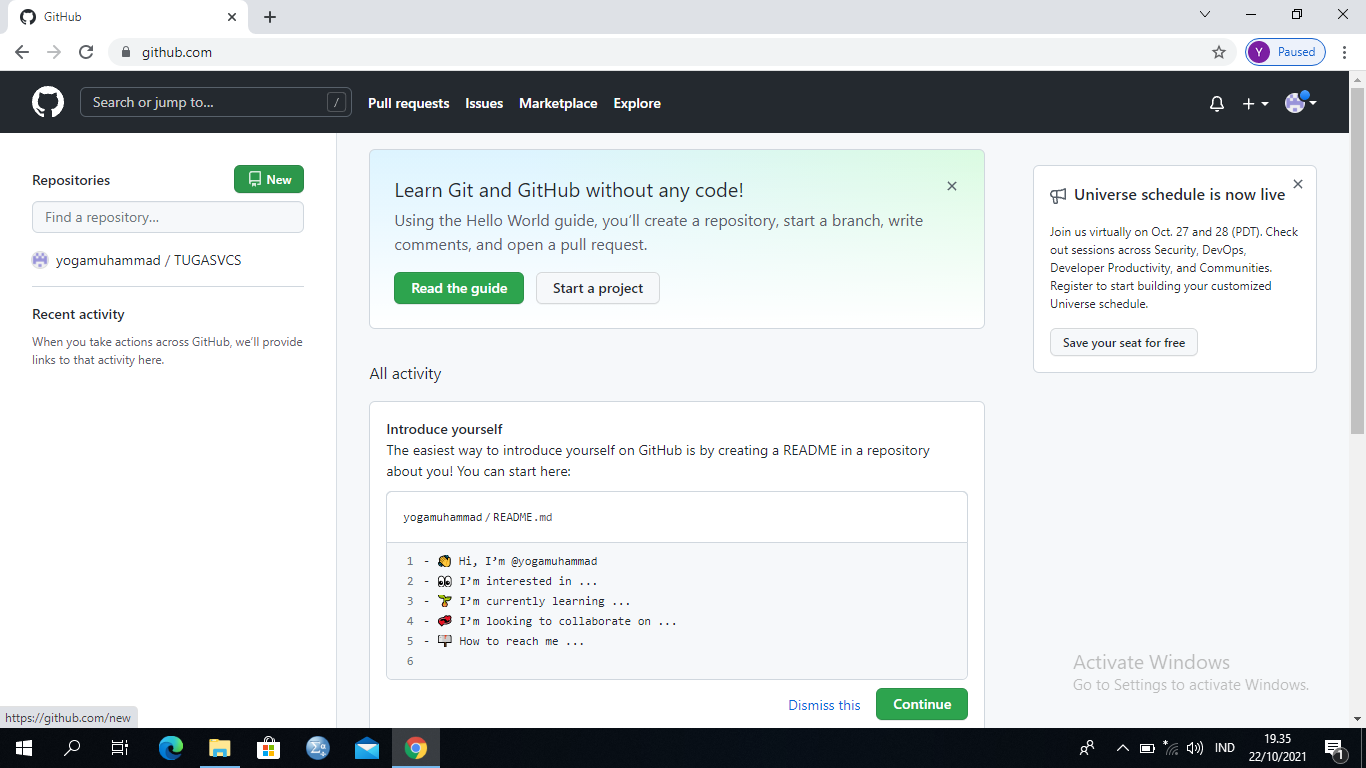 GitHub
github.com
Paused
Y
Search or jump to...
/
Pull requests
Issues
Marketplace
Explore
Repositories
New
Find a repository...
yogamuhammad / TUGASVCS
Recent activity
When you take actions across GitHub, we'll provide
links to that activity here.
Learn Git and GitHub without any code!
Using the Hello World guide, you'll create a repository, start a branch, write
comments, and open a pull request.
Read the guide
Start a project
All activity
Introduce yourself
The easiest way to introduce yourself on GitHub is by creating a README in a repository
about you! You can start here:
yogamuhammad / README.md
1 - 👋 Hi, I'm @yogamuhammad
2 - 👀 I'm interested in ...
3 - 🌱 I'm currently learning ...
4 - 💞️ I'm looking to collaborate on ...
5 - 📫 How to reach me ...
6
Dismiss this
Continue
Universe schedule is now live
Join us virtually on Oct. 27 and 28 (PDT). Check
out sessions across Security, DevOps,
Developer Productivity, and Communities.
Register to start building your customized
Universe schedule.
Save your seat for free
Activate Windows
Go to Settings to activate Windows.
https://github.com/new
IND
19.35
22/10/2021
1